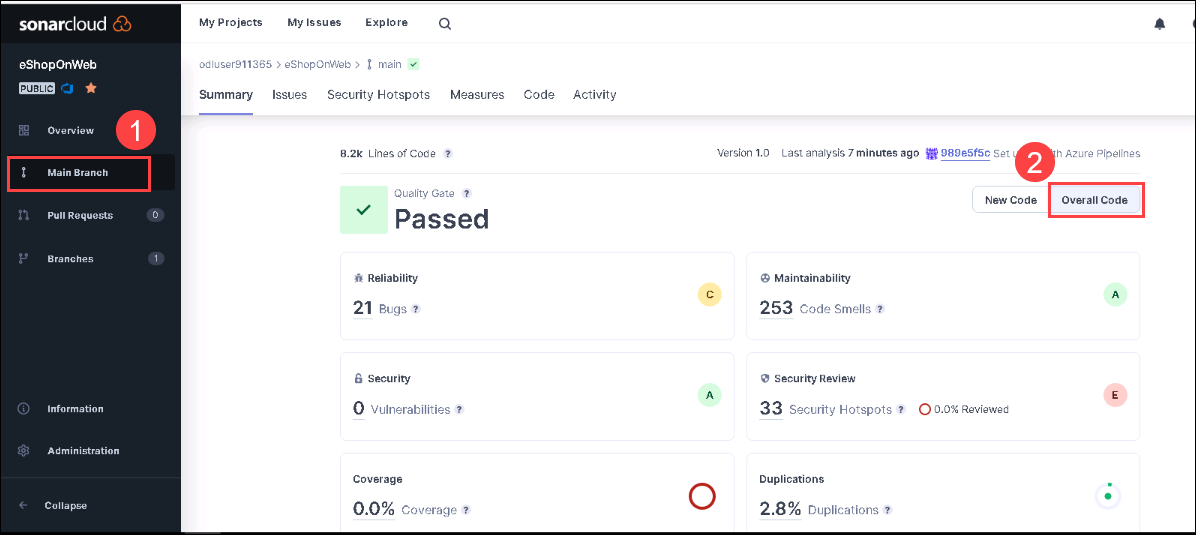 sonarcloud
My Projects My Issues Explore
eShopOnWeb
PUBLIC
odluser911365 > eShopOnWeb > main
Summary Issues Security Hotspots Measures Code Activity
Overview
1
Main Branch
Pull Requests 0
Branches 1
Information
Administration
Collapse
8.2k Lines of Code ?
Version 1.0 Last analysis 7 minutes ago 989e5f5c Set u th Azure Pipelines
2
Quality Gate ?
Passed
New Code Overall Code
Reliability
21 Bugs ?
C
Maintainability
253 Code Smells ?
A
Security
0 Vulnerabilities ?
A
Security Review
33 Security Hotspots ? 0.0% Reviewed
E
Coverage
0.0% Coverage ?
Duplications
2.8% Duplications ?